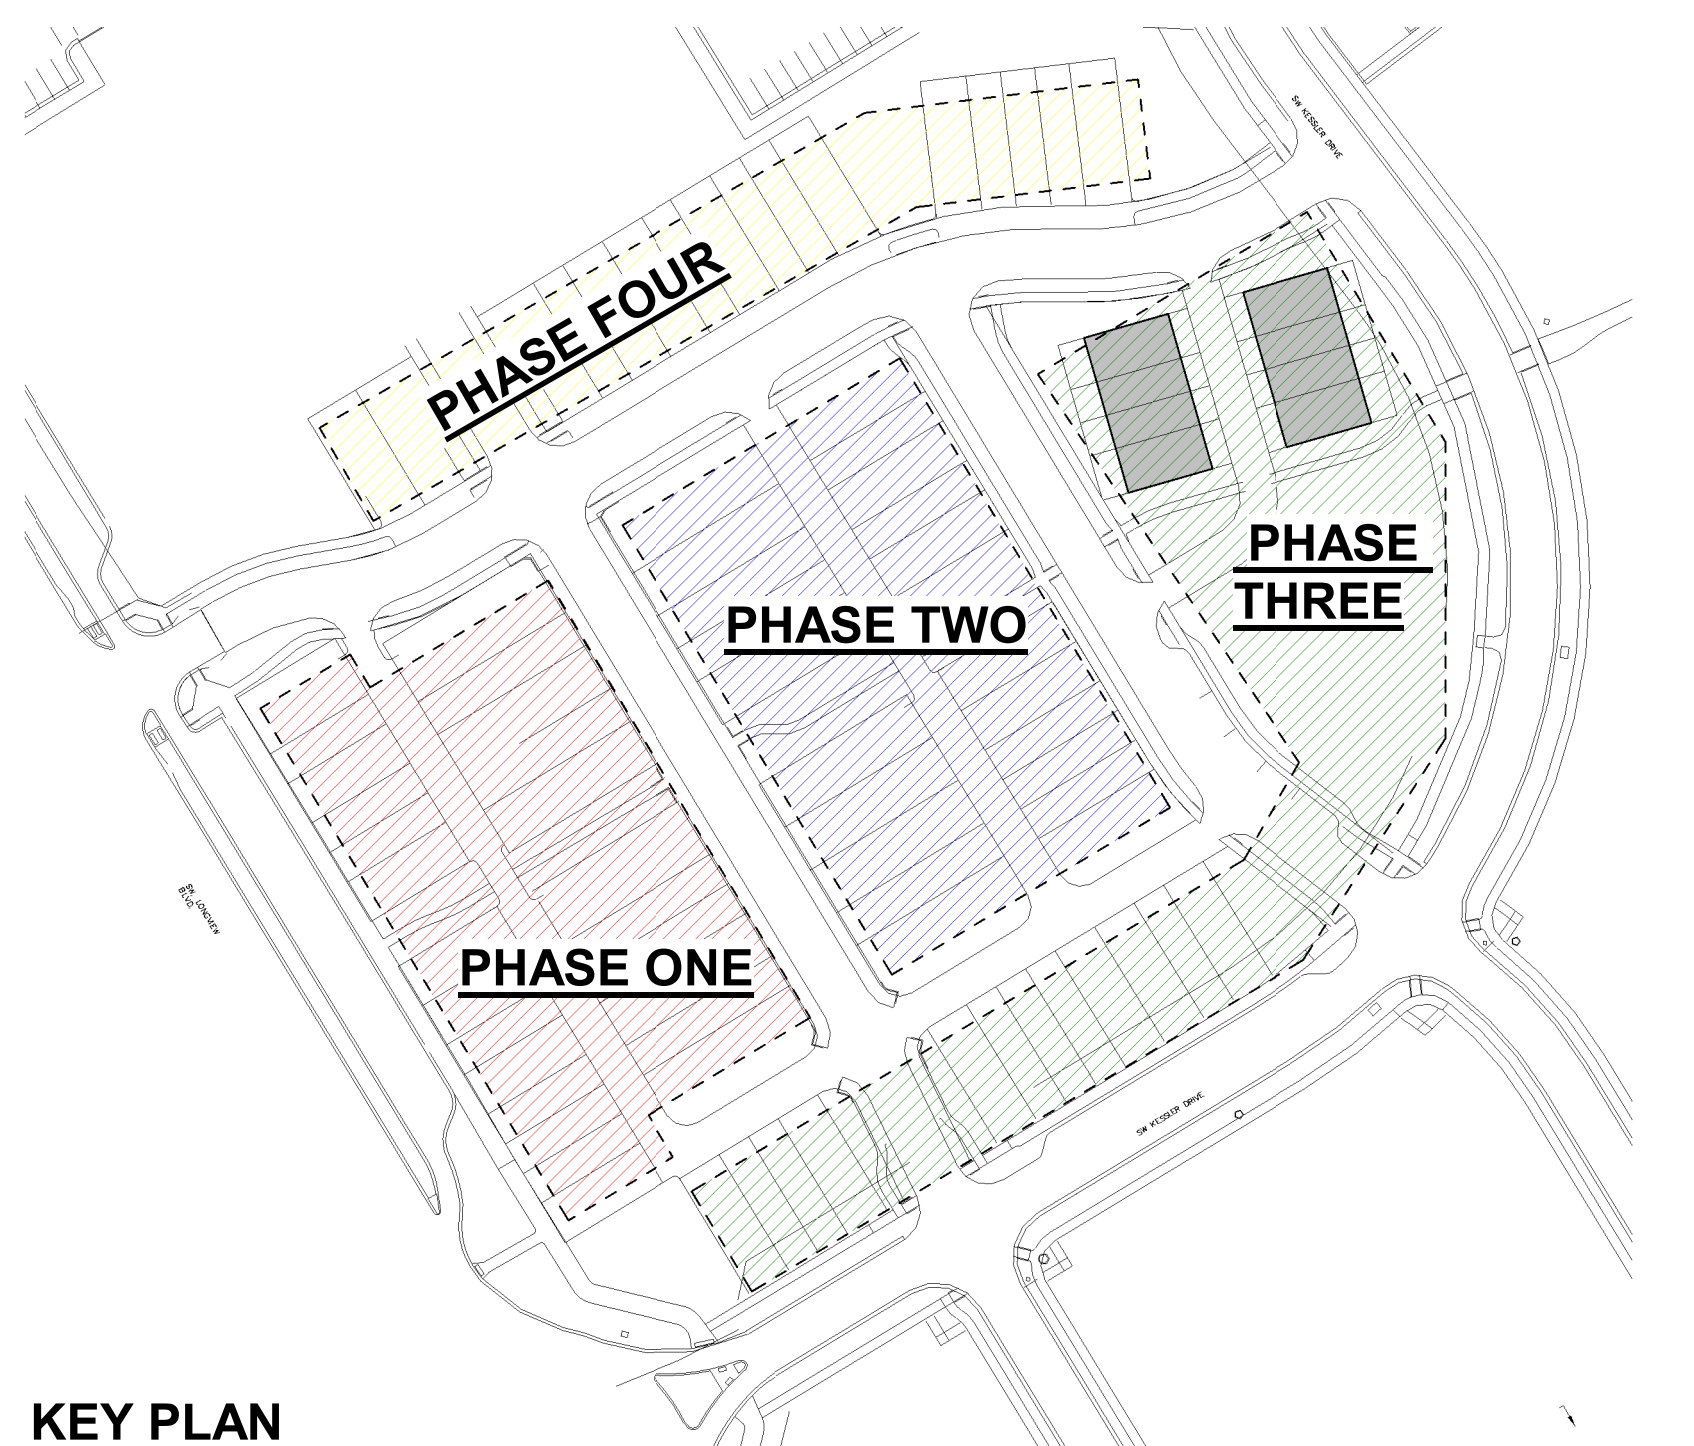 SW KESSLER DRIVE
PHASE FOUR
PHASE
THREE
PHASE TWO
PHASE ONE
SW. LONGVIEW
BLVD.
SW KESSLER DRIVE
KEY PLAN